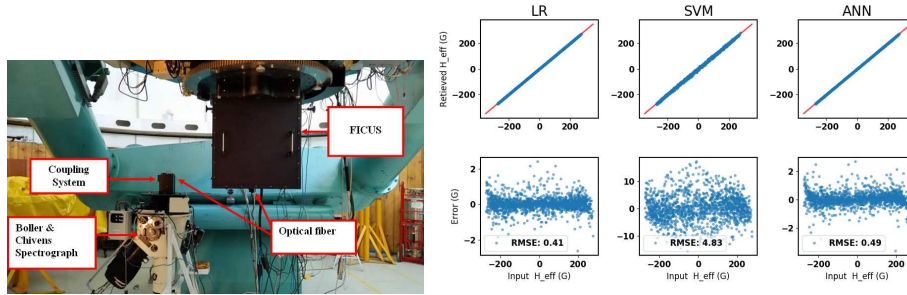 FICUS
Coupling
System
Boller &
Chivens
Spectrograph
Optical fiber
LR
SVM
ANN
Retieved H_eff (G)
200
0
−200
−200
0
200
200
0
−200
−200
0
200
200
0
−200
−200
0
200
Error (G)
2
0
−2
RMSE: 0.41
−200
0
200
Input H_eff (G)
10
0
−10
RMSE: 4.83
−200
0
200
Input H_eff (G)
2
0
−2
RMSE: 0.49
−200
0
200
Input H_eff (G)